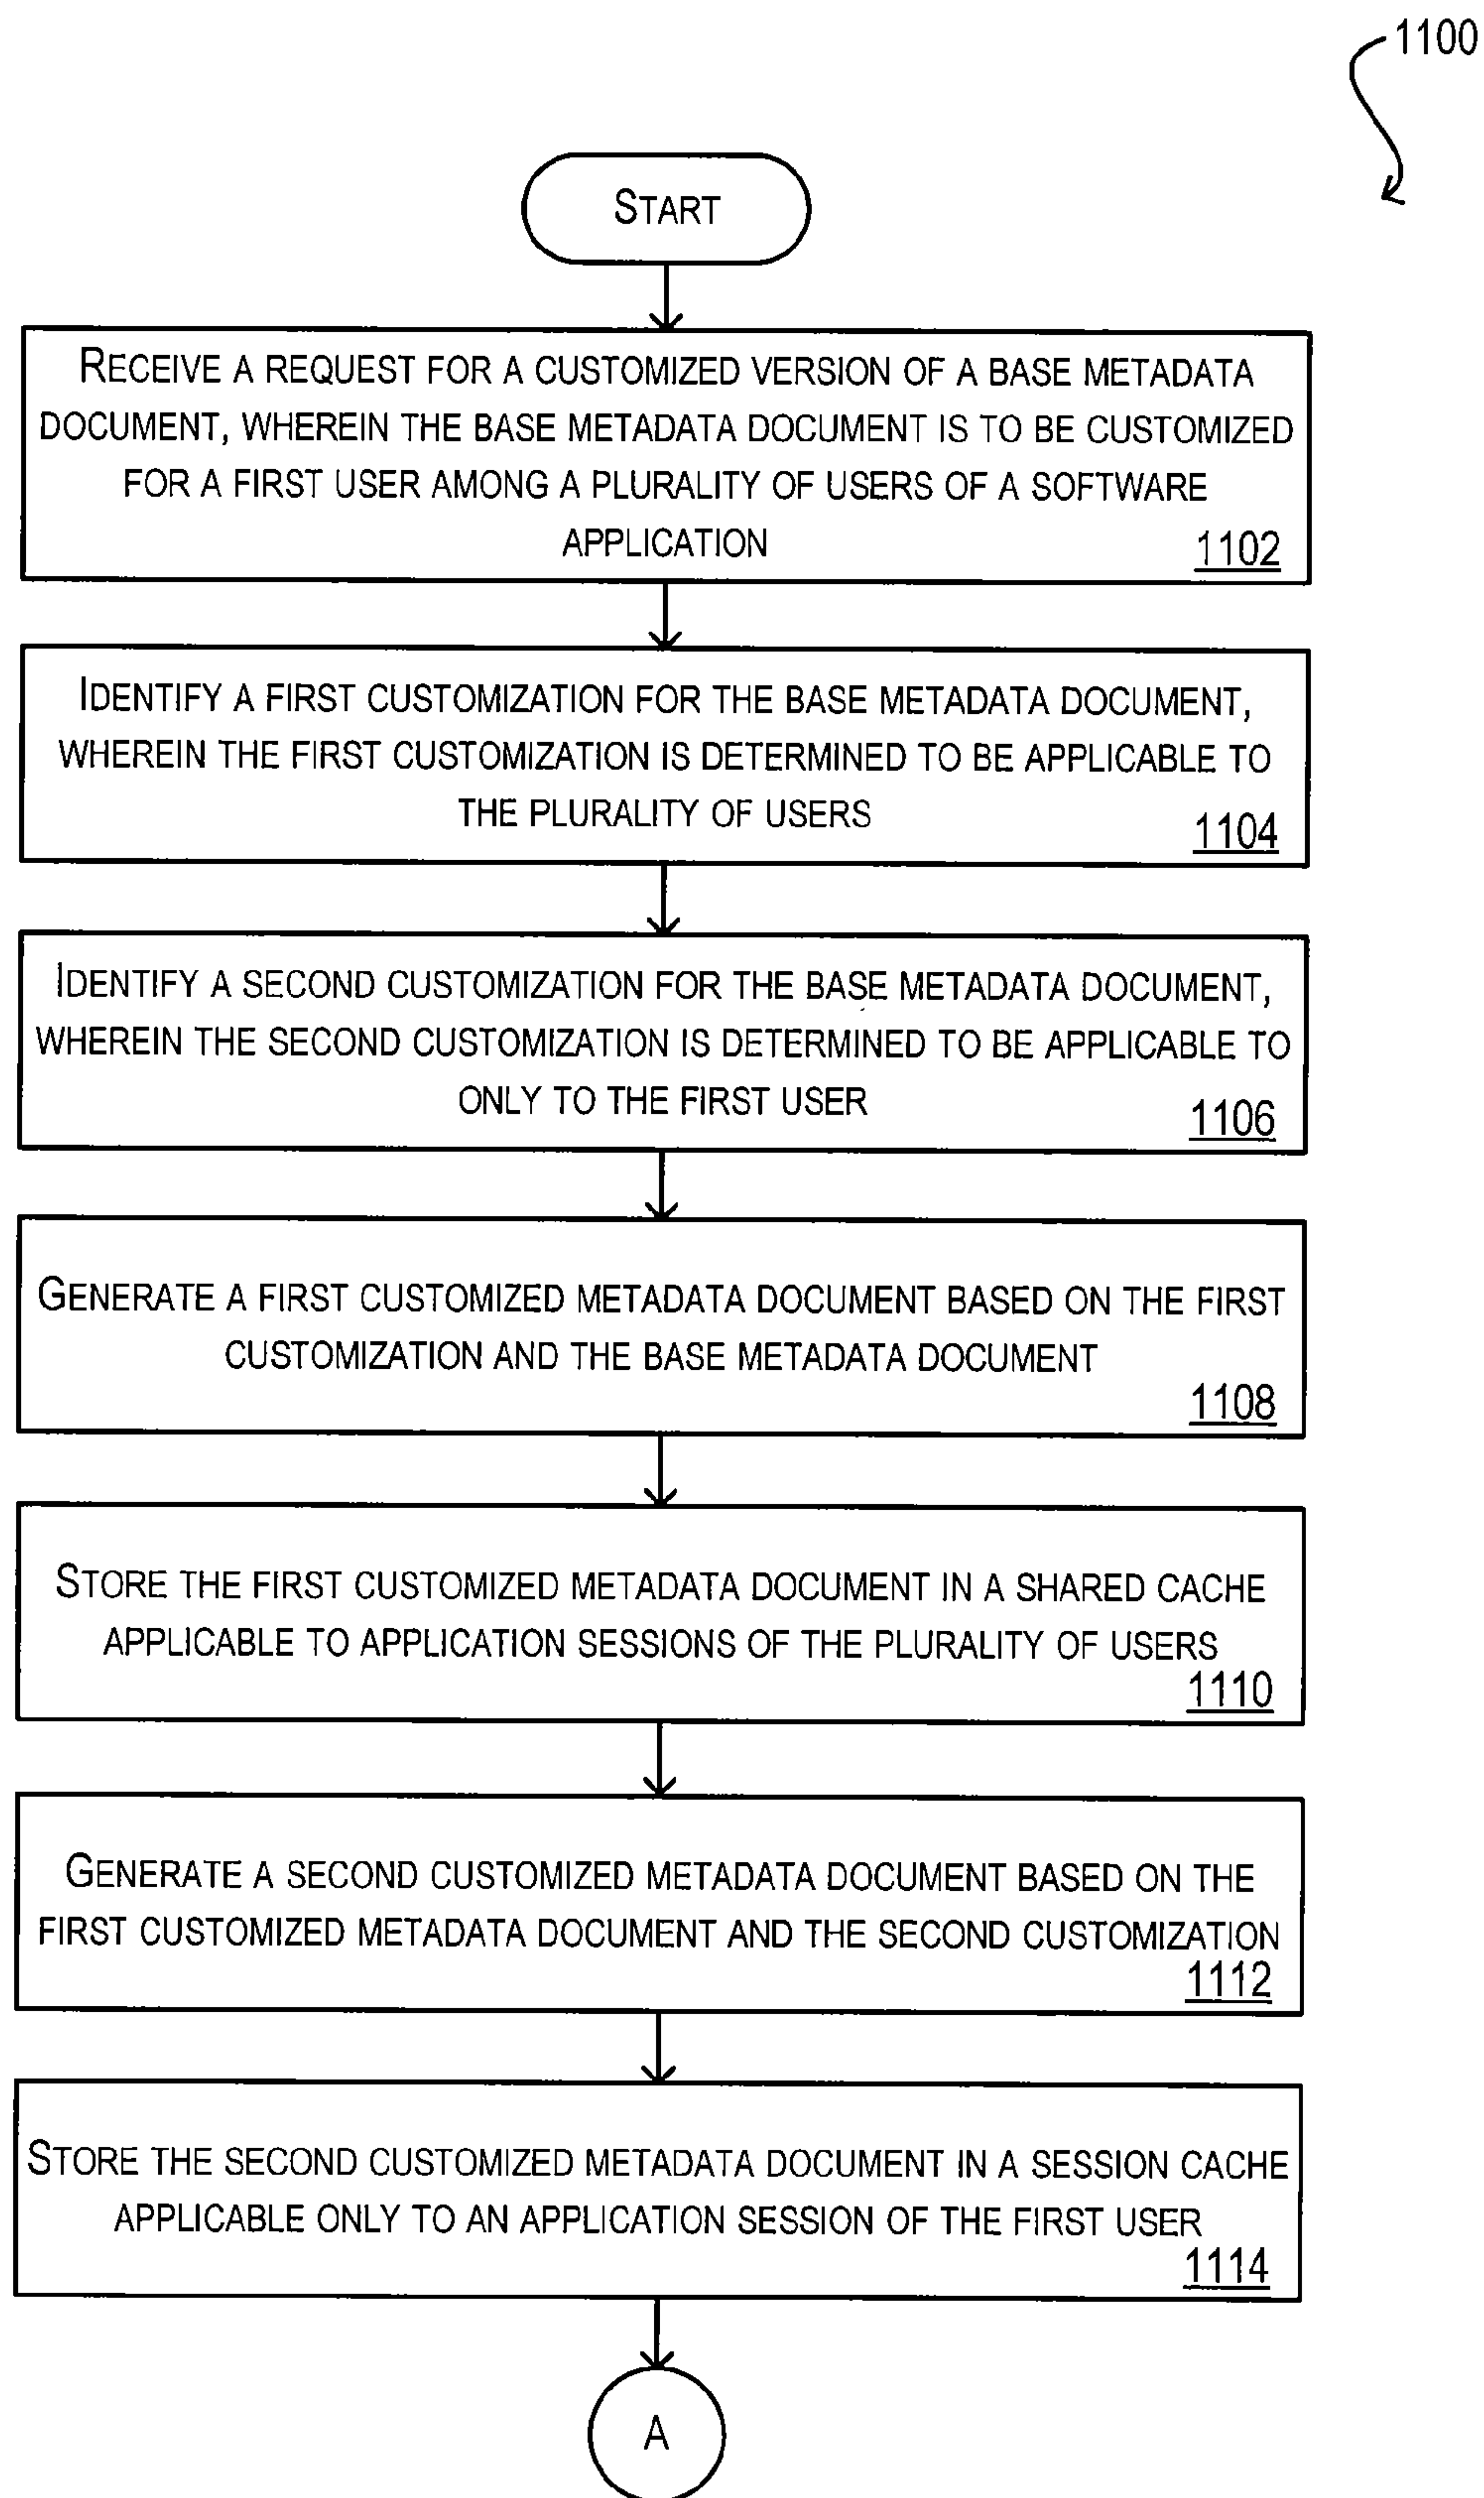 1100
START
RECEIVE A REQUEST FOR A CUSTOMIZED VERSION OF A BASE METADATA
DOCUMENT, WHEREIN THE BASE METADATA DOCUMENT IS TO BE CUSTOMIZED
FOR A FIRST USER AMONG A PLURALITY OF USERS OF A SOFTWARE
APPLICATION
1102
IDENTIFY A FIRST CUSTOMIZATION FOR THE BASE METADATA DOCUMENT,
WHEREIN THE FIRST CUSTOMIZATION IS DETERMINED TO BE APPLICABLE TO
THE PLURALITY OF USERS
1104
IDENTIFY A SECOND CUSTOMIZATION FOR THE BASE METADATA DOCUMENT,
WHEREIN THE SECOND CUSTOMIZATION IS DETERMINED TO BE APPLICABLE TO
ONLY TO THE FIRST USER
1106
GENERATE A FIRST CUSTOMIZED METADATA DOCUMENT BASED ON THE FIRST
CUSTOMIZATION AND THE BASE METADATA DOCUMENT
1108
STORE THE FIRST CUSTOMIZED METADATA DOCUMENT IN A SHARED CACHE
APPLICABLE TO APPLICATION SESSIONS OF THE PLURALITY OF USERS
1110
GENERATE A SECOND CUSTOMIZED METADATA DOCUMENT BASED ON THE
FIRST CUSTOMIZED METADATA DOCUMENT AND THE SECOND CUSTOMIZATION
1112
STORE THE SECOND CUSTOMIZED METADATA DOCUMENT IN A SESSION CACHE
APPLICABLE ONLY TO AN APPLICATION SESSION OF THE FIRST USER
1114
A